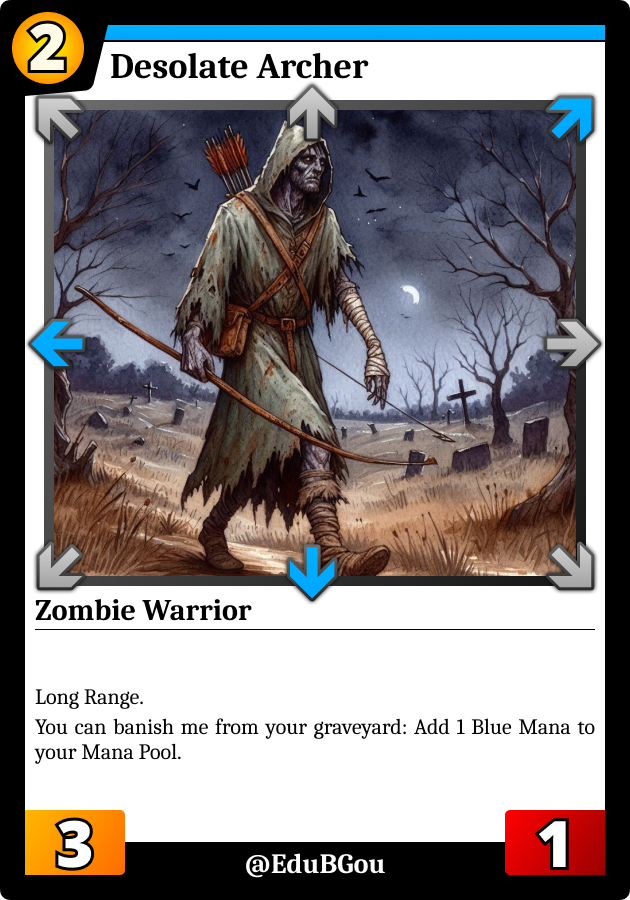 2
Desolate Archer
Zombie Warrior
Long Range.
You can banish me from your graveyard: Add 1 Blue Mana to
your Mana Pool.
3
@EduBGou
1